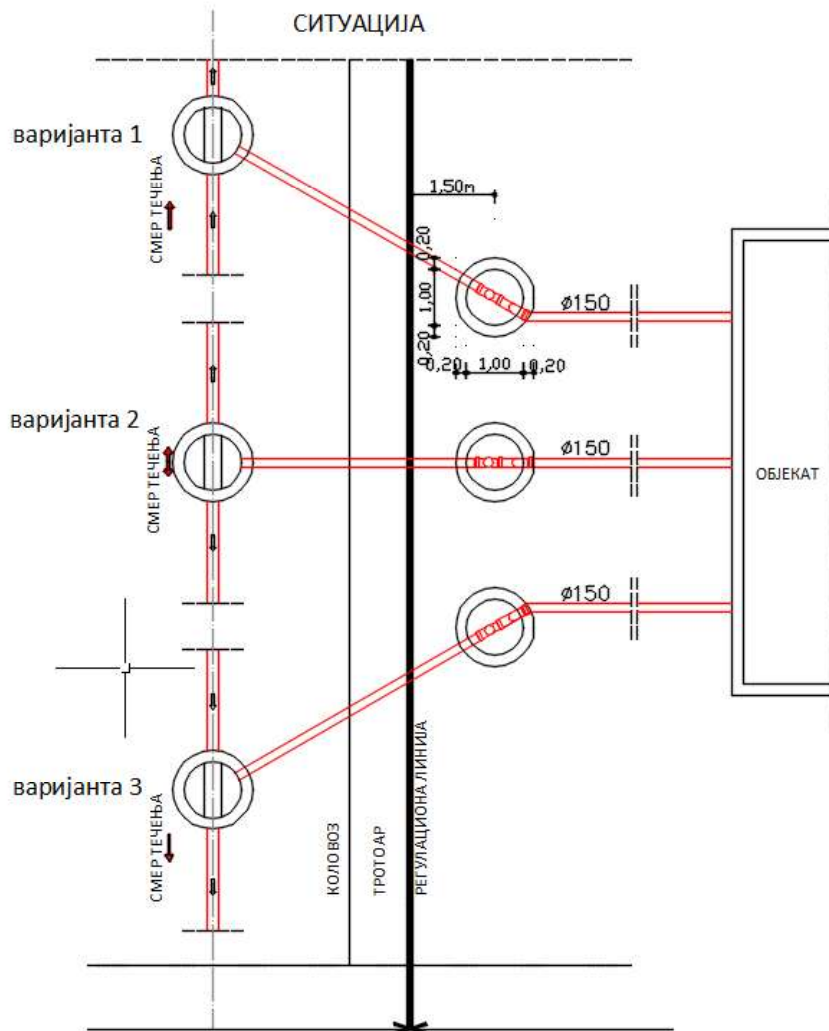 СИТУАЦИЈА
варијанта 1
СМЕР ТЕЧЕЊА
1,50m
0,20
1,00
0,20
0,20
1,00
0,20
ø150
варијанта 2
СМЕР ТЕЧЕЊА
ø150
ОБЈЕКАТ
ø150
варијанта 3
СМЕР ТЕЧЕЊА
КОЛОВОЗ
ТРОТОАР
РЕГУЛАЦИОНА ЛИНИЈА